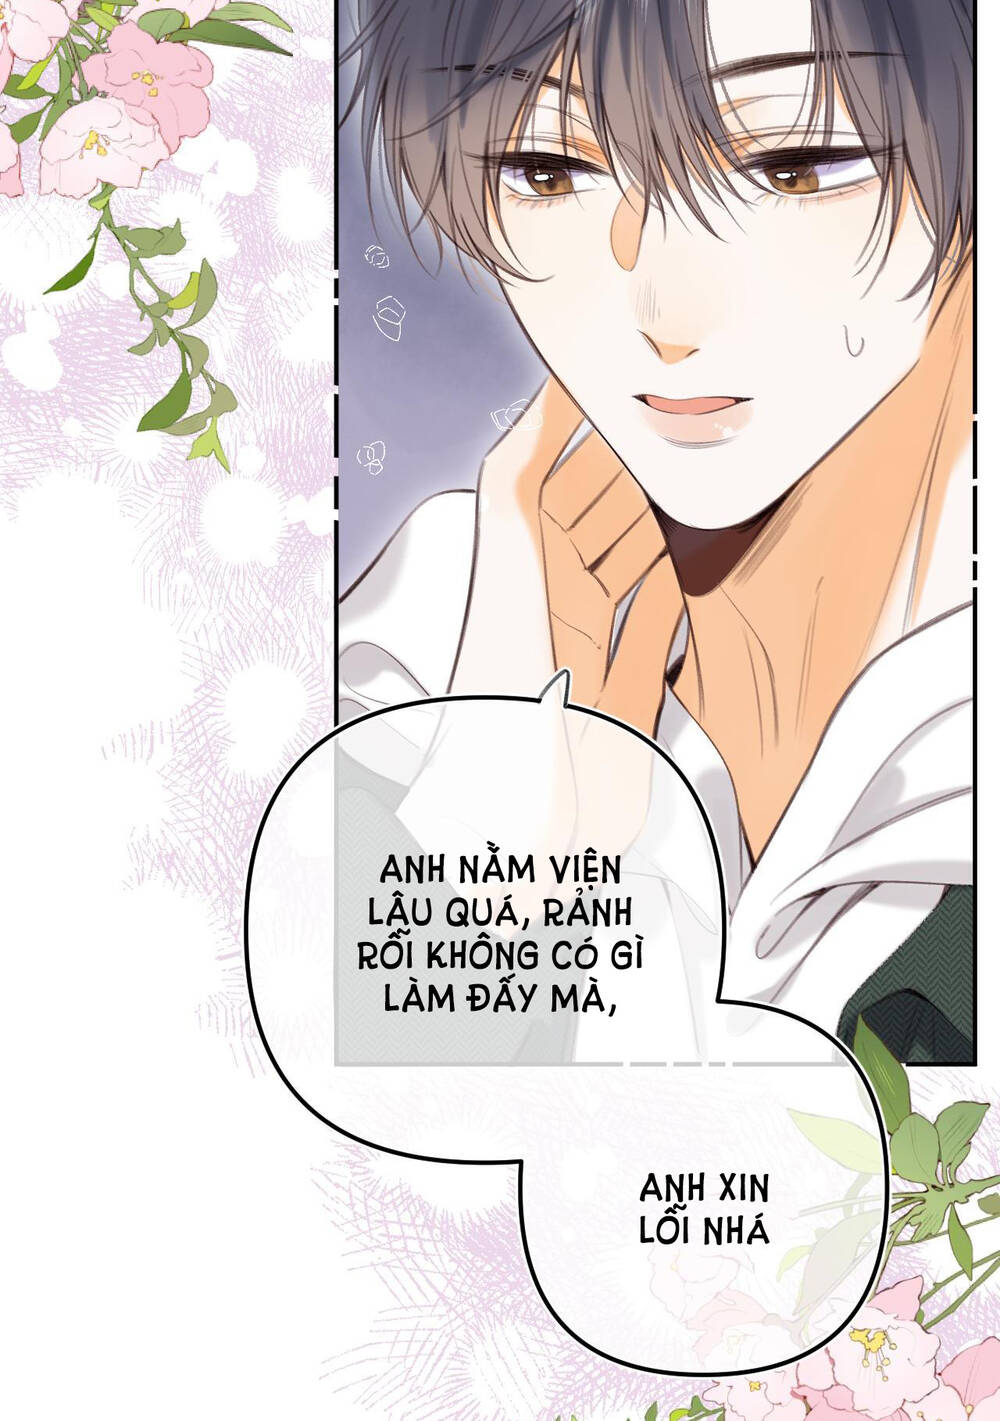 ANH NẰM VIỆN
LÂU QUÁ, RẢNH
RỖI KHÔNG CÓ GÌ
LÀM ĐẤY MÀ,
ANH XIN
LỖI NHÁ